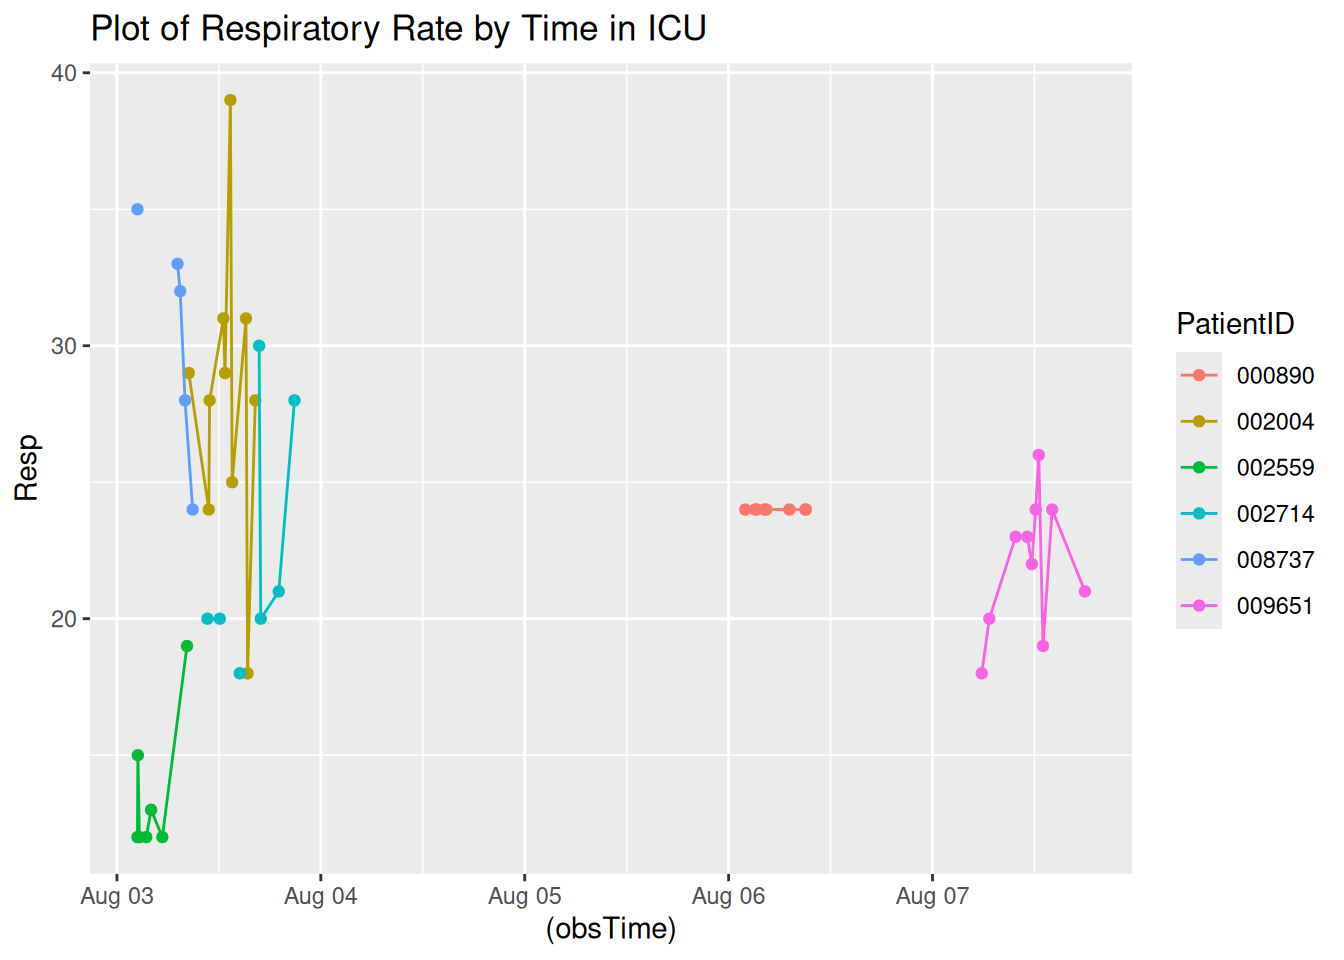 Plot of Respiratory Rate by Time in ICU
40
30
20
Resp
Aug 03 Aug 04 Aug 05 Aug 06 Aug 07
(obsTime)
PatientID
000890
002004
002559
002714
008737
009651